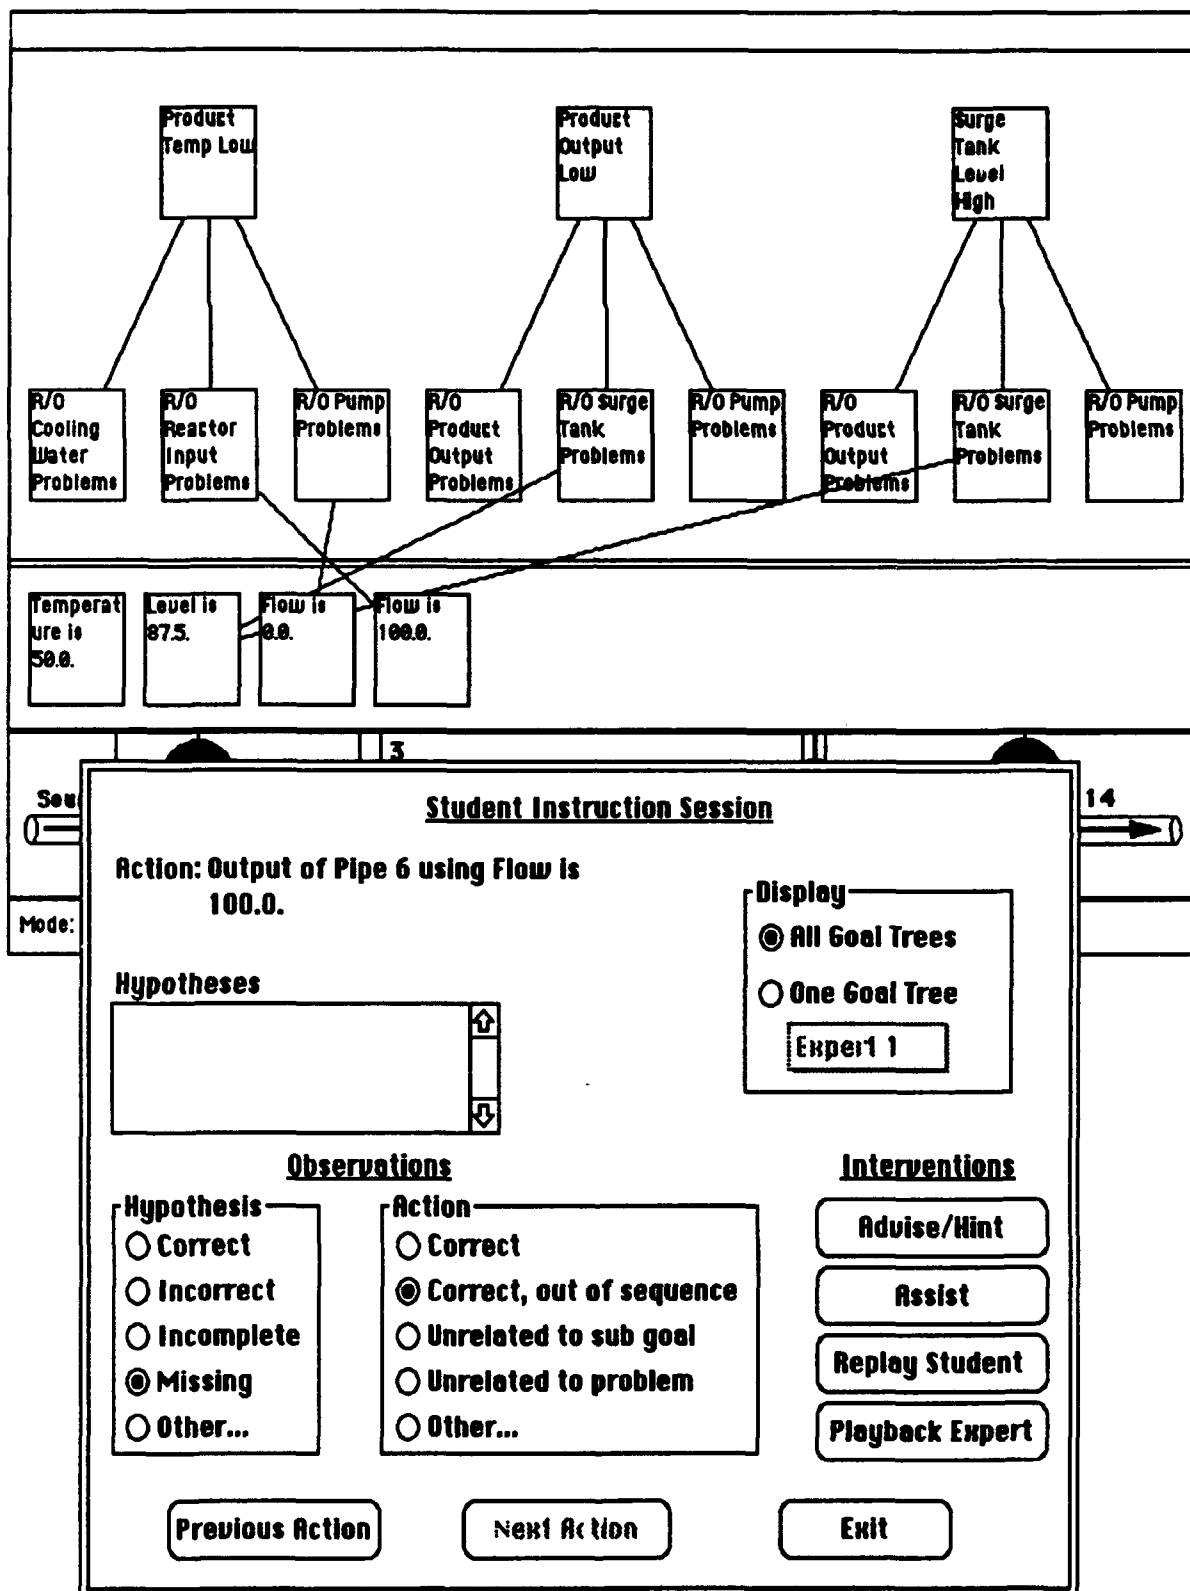 Product
Temp Low
Product
Output
Low
Surge
Tank
Level
High
R/O
Cooling
Water
Problems
R/O
Reactor
Input
Problems
R/O Pump
Problems
R/O
Product
Output
Problems
R/O Surge
Tank
Problems
R/O Pump
Problems
R/O
Product
Output
Problems
R/O Surge
Tank
Problems
R/O Pump
Problems
Temperat
ure is
50.0.
Level is
87.5.
Flow is
0.0.
Flow is
100.0.
3
Sou
14
Mode:
Student Instruction Session
Action: Output of Pipe 6 using Flow is
100.0.
Display
All Goal Trees
One Goal Tree
Expert 1
Hypotheses
Observations
Interventions
Hypothesis
Correct
Incorrect
Incomplete
Missing
Other...
Action
Correct
Correct, out of sequence
Unrelated to sub goal
Unrelated to problem
Other...
Advise/Hint
Assist
Replay Student
Playback Expert
Previous Action
Next Action
Exit